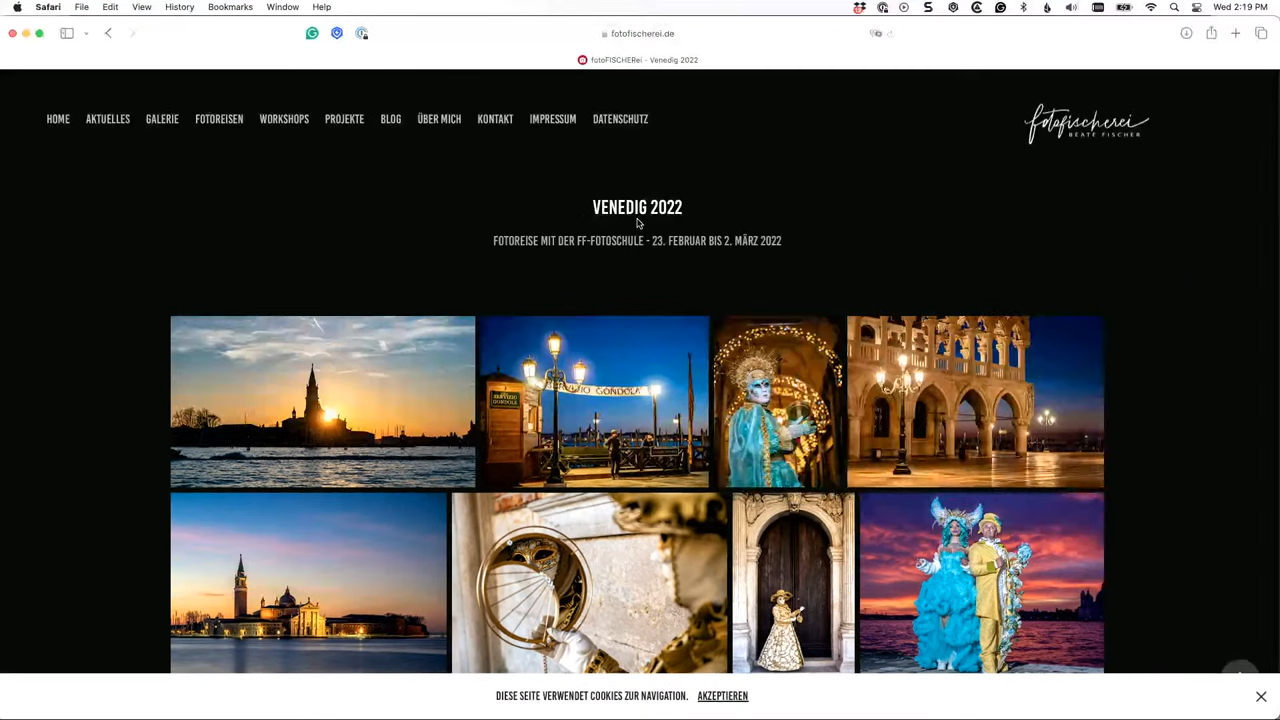 Safari File Edit View History Bookmarks Window Help Wed 2:19 PM
fotofischerei.de
fotoFISCHERei - Venedig 2022
HOME AKTUELLES GALERIE FOTOREISEN WORKSHOPS PROJEKTE BLOG ÜBER MICH KONTAKT IMPRESSUM DATENSCHUTZ
fotofischerei
BEATE FISCHER
VENEDIG 2022
FOTOREISE MIT DER FF-FOTOSCHULE - 23. FEBRUAR BIS 2. MÄRZ 2022
GONDOLA
DIESE SEITE VERWENDET COOKIES ZUR NAVIGATION. AKZEPTIEREN